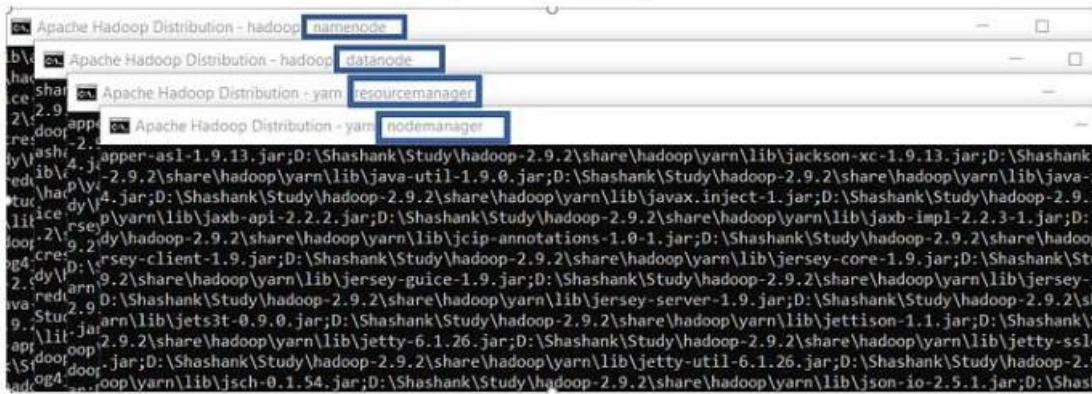 Apache Hadoop Distribution - hadoop namenode
Apache Hadoop Distribution - hadoop datanode
Apache Hadoop Distribution - yarn resourcemanager
Apache Hadoop Distribution - yarn nodemanager
apper-asl-1.9.13.jar;D:\Shashank\Study\hadoop-2.9.2\share\hadoop\yarn\lib\jackson-xc-1.9.13.jar;D:\Shashank
-2.9.2\share\hadoop\yarn\lib\java-util-1.9.0.jar;D:\Shashank\Study\hadoop-2.9.2\share\hadoop\yarn\lib\java-
4.jar;D:\Shashank\Study\hadoop-2.9.2\share\hadoop\yarn\lib\javax.inject-1.jar;D:\Shashank\Study\hadoop-2.9.
p\yarn\lib\jaxb-api-2.2.2.jar;D:\Shashank\Study\hadoop-2.9.2\share\hadoop\yarn\lib\jaxb-impl-2.2.3-1.jar;D:
dy\hadoop-2.9.2\share\hadoop\yarn\lib\jcip-annotations-1.0-1.jar;D:\Shashank\Study\hadoop-2.9.2\share\hadoo
rsey-client-1.9.jar;D:\Shashank\Study\hadoop-2.9.2\share\hadoop\yarn\lib\jersey-core-1.9.jar;D:\Shashank\St
9.2\share\hadoop\yarn\lib\jersey-guice-1.9.jar;D:\Shashank\Study\hadoop-2.9.2\share\hadoop\yarn\lib\jersey-
D:\Shashank\Study\hadoop-2.9.2\share\hadoop\yarn\lib\jersey-server-1.9.jar;D:\Shashank\Study\hadoop-2.9.2\
arn\lib\jets3t-0.9.0.jar;D:\Shashank\Study\hadoop-2.9.2\share\hadoop\yarn\lib\jettison-1.1.jar;D:\Shashank\
2.9.2\share\hadoop\yarn\lib\jetty-6.1.26.jar;D:\Shashank\Study\hadoop-2.9.2\share\hadoop\yarn\lib\jetty-ssl
.jar;D:\Shashank\Study\hadoop-2.9.2\share\hadoop\yarn\lib\jetty-util-6.1.26.jar;D:\Shashank\Study\hadoop-2.
oop\yarn\lib\jsch-0.1.54.jar;D:\Shashank\Study\hadoop-2.9.2\share\hadoop\yarn\lib\json-io-2.5.1.jar;D:\Shas